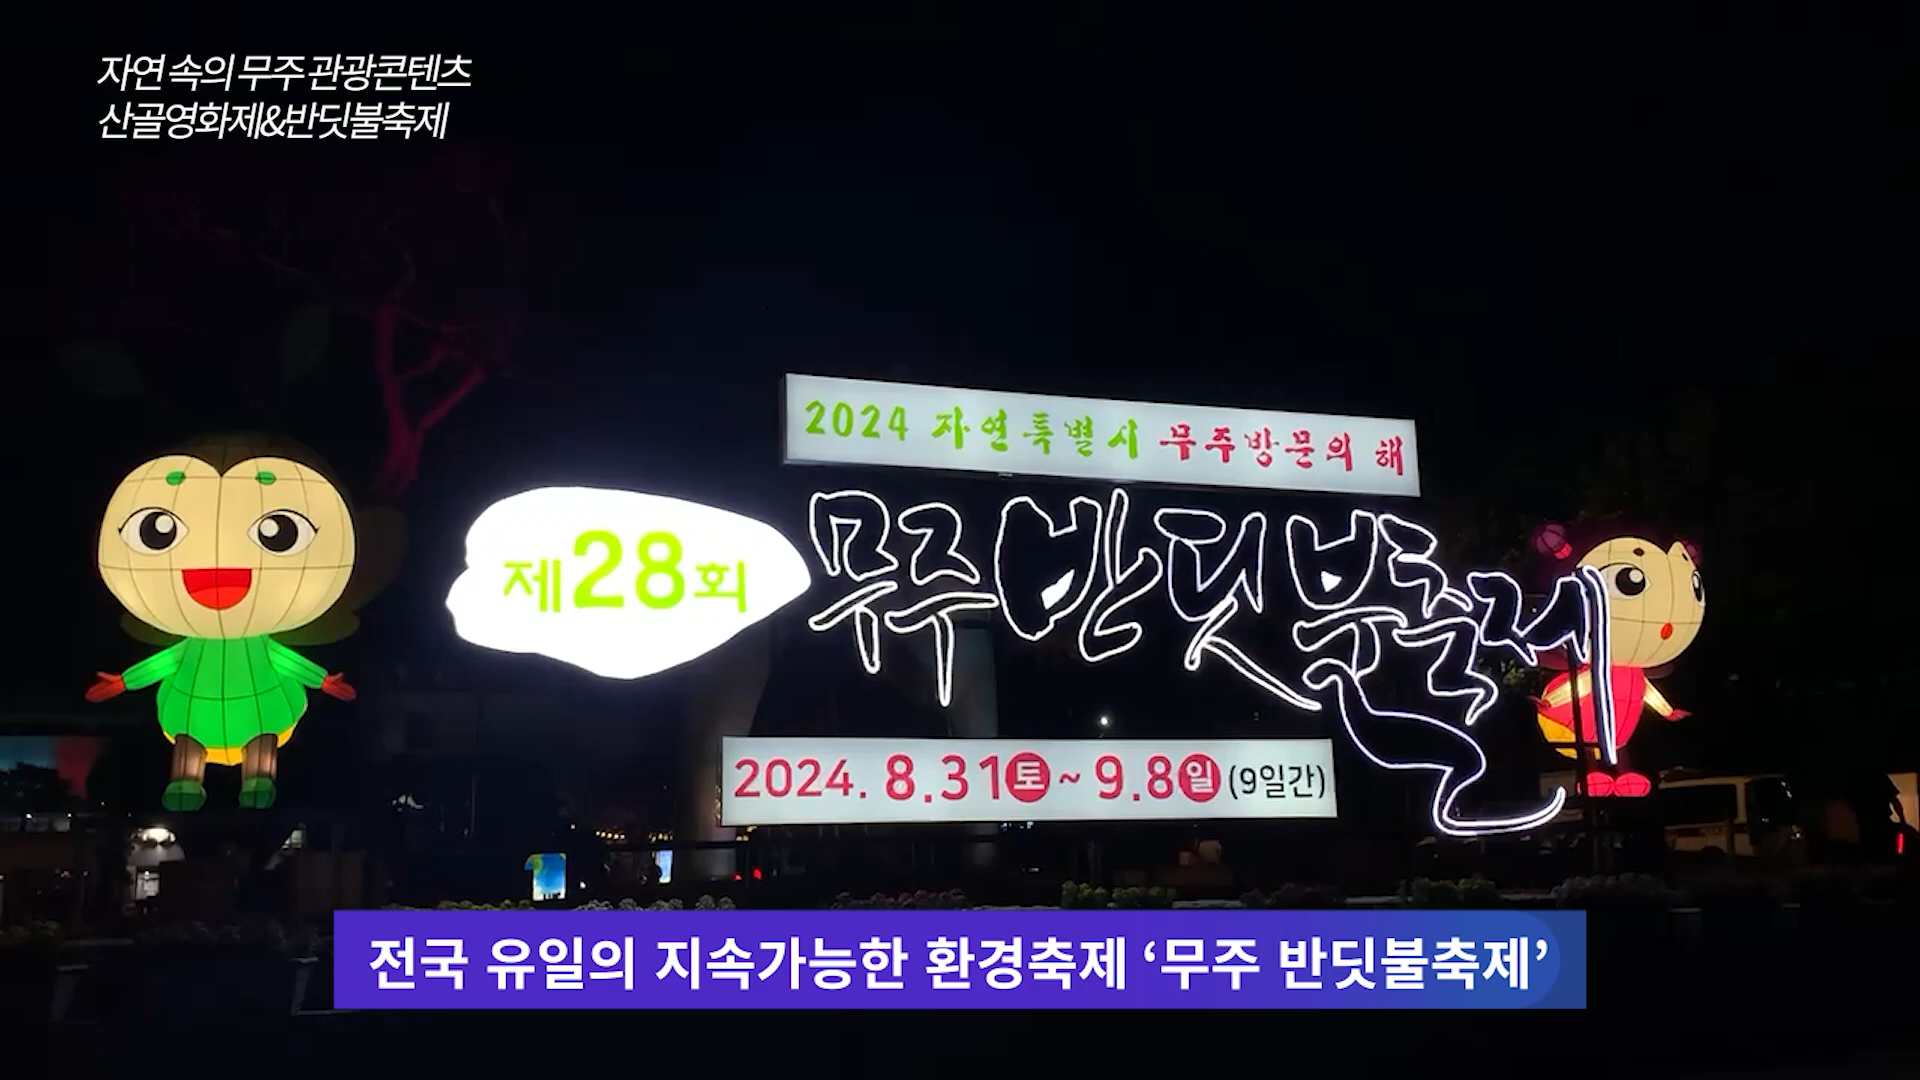 자연 속의 무주 관광콘텐츠
산골영화제&반딧불축제
2024 자연특별시 무주방문의 해
제28회 무주반딧불축제
2024. 8.31토~9.8일(9일간)
전국 유일의 지속가능한 환경축제 ‘무주 반딧불축제’